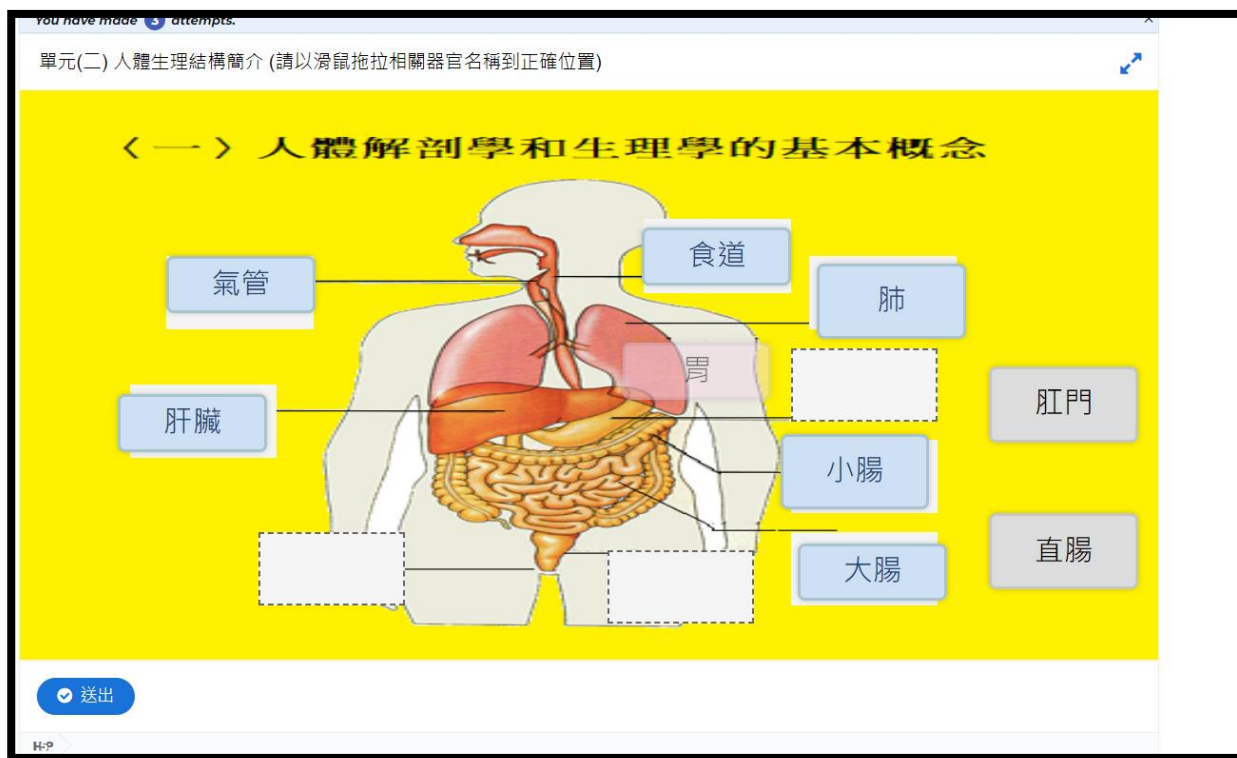 You have made 3 attempts.
單元(二) 人體生理結構簡介 (請以滑鼠拖拉相關器官名稱到正確位置)
〈一〉人體解剖學和生理學的基本概念
食道
氣管
肺
胃
肛門
肝臟
小腸
直腸
大腸
送出
H-P